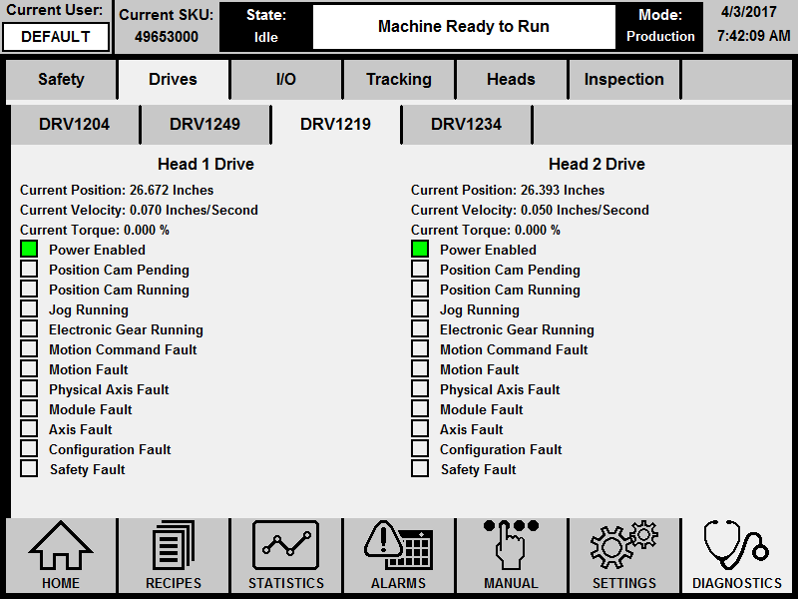 Current User:
DEFAULT
Current SKU:
49653000
State:
Idle
Machine Ready to Run
Mode:
Production
4/3/2017
7:42:09 AM
Safety
Drives
I/O
Tracking
Heads
Inspection
DRV1204
DRV1249
DRV1219
DRV1234
Head 1 Drive
Current Position: 26.672 Inches
Current Velocity: 0.070 Inches/Second
Current Torque: 0.000 %
Power Enabled
Position Cam Pending
Position Cam Running
Jog Running
Electronic Gear Running
Motion Command Fault
Motion Fault
Physical Axis Fault
Module Fault
Axis Fault
Configuration Fault
Safety Fault
Head 2 Drive
Current Position: 26.393 Inches
Current Velocity: 0.050 Inches/Second
Current Torque: 0.000 %
Power Enabled
Position Cam Pending
Position Cam Running
Jog Running
Electronic Gear Running
Motion Command Fault
Motion Fault
Physical Axis Fault
Module Fault
Axis Fault
Configuration Fault
Safety Fault
HOME
RECIPES
STATISTICS
ALARMS
MANUAL
SETTINGS
DIAGNOSTICS